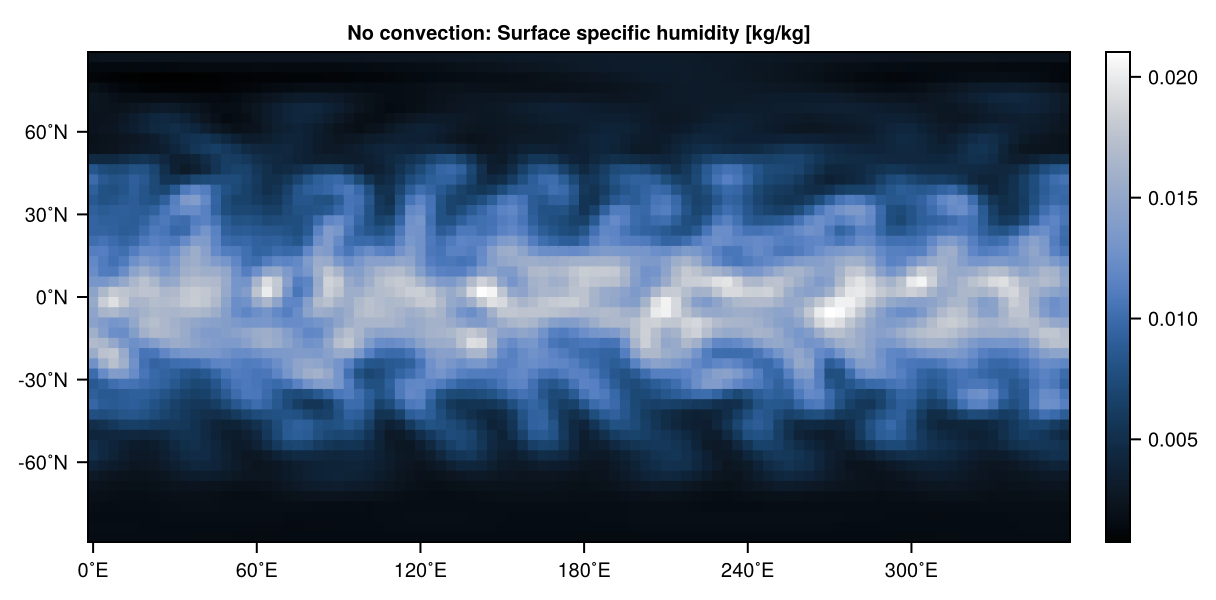 No convection: Surface specific humidity [kg/kg]
60˚N
30˚N
0˚N
-30˚N
-60˚N
0˚E
60˚E
120˚E
180˚E
240˚E
300˚E
0.020
0.015
0.010
0.005